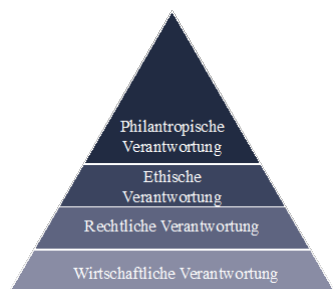 Philantropische
Verantwortung
Ethische
Verantwortung
Rechtliche Verantwortung
Wirtschaftliche Verantwortung